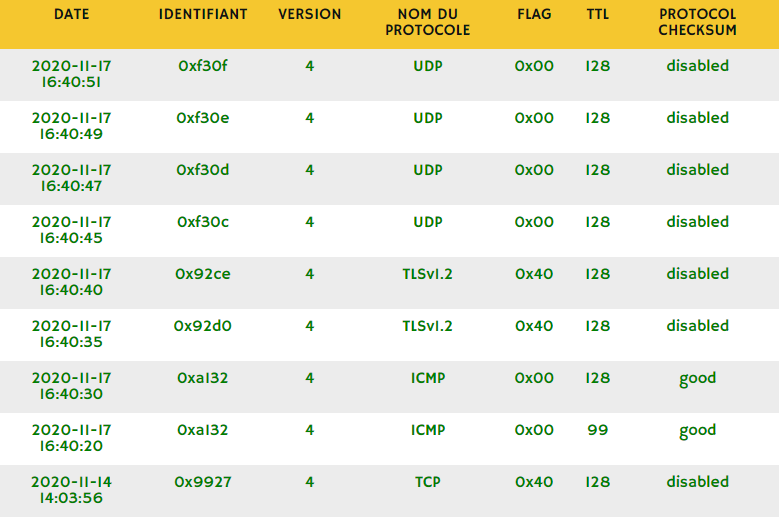 DATE IDENTIFIANT VERSION NOM DU PROTOCOLE FLAG TTL PROTOCOL CHECKSUM
2020-11-17 16:40:51 0xf30f 4 UDP 0x00 128 disabled
2020-11-17 16:40:49 0xf30e 4 UDP 0x00 128 disabled
2020-11-17 16:40:47 0xf30d 4 UDP 0x00 128 disabled
2020-11-17 16:40:45 0xf30c 4 UDP 0x00 128 disabled
2020-11-17 16:40:40 0x92ce 4 TLSv1.2 0x40 128 disabled
2020-11-17 16:40:35 0x92d0 4 TLSv1.2 0x40 128 disabled
2020-11-17 16:40:30 0xa132 4 ICMP 0x00 128 good
2020-11-17 16:40:20 0xa132 4 ICMP 0x00 99 good
2020-11-14 14:03:56 0x9927 4 TCP 0x40 128 disabled